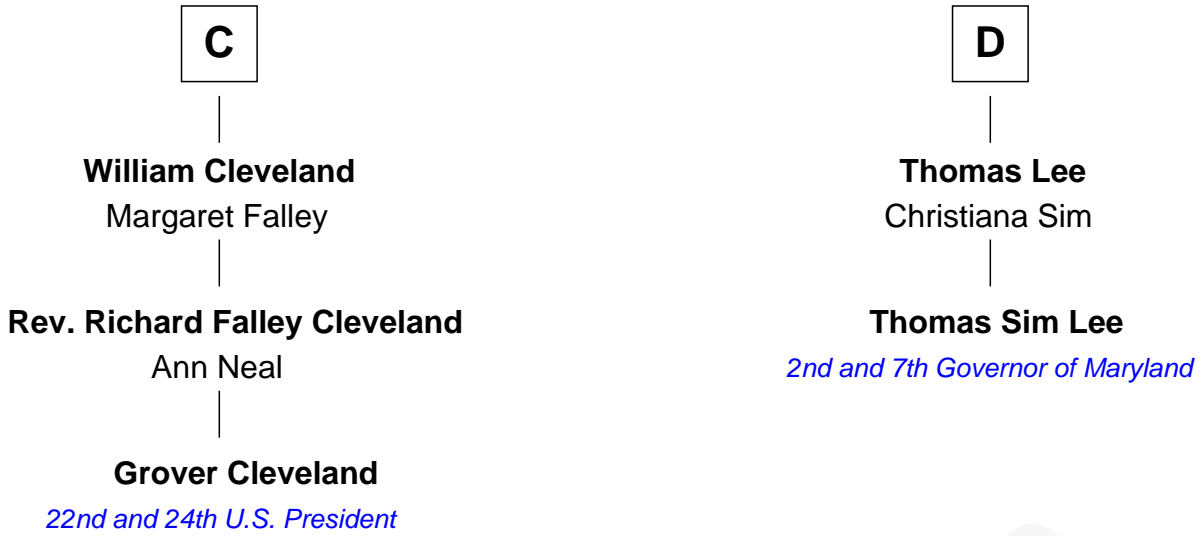 C
William Cleveland
Margaret Falley
Rev. Richard Falley Cleveland
Ann Neal
Grover Cleveland
22nd and 24th U.S. President
D
Thomas Lee
Christiana Sim
Thomas Sim Lee
2nd and 7th Governor of Maryland